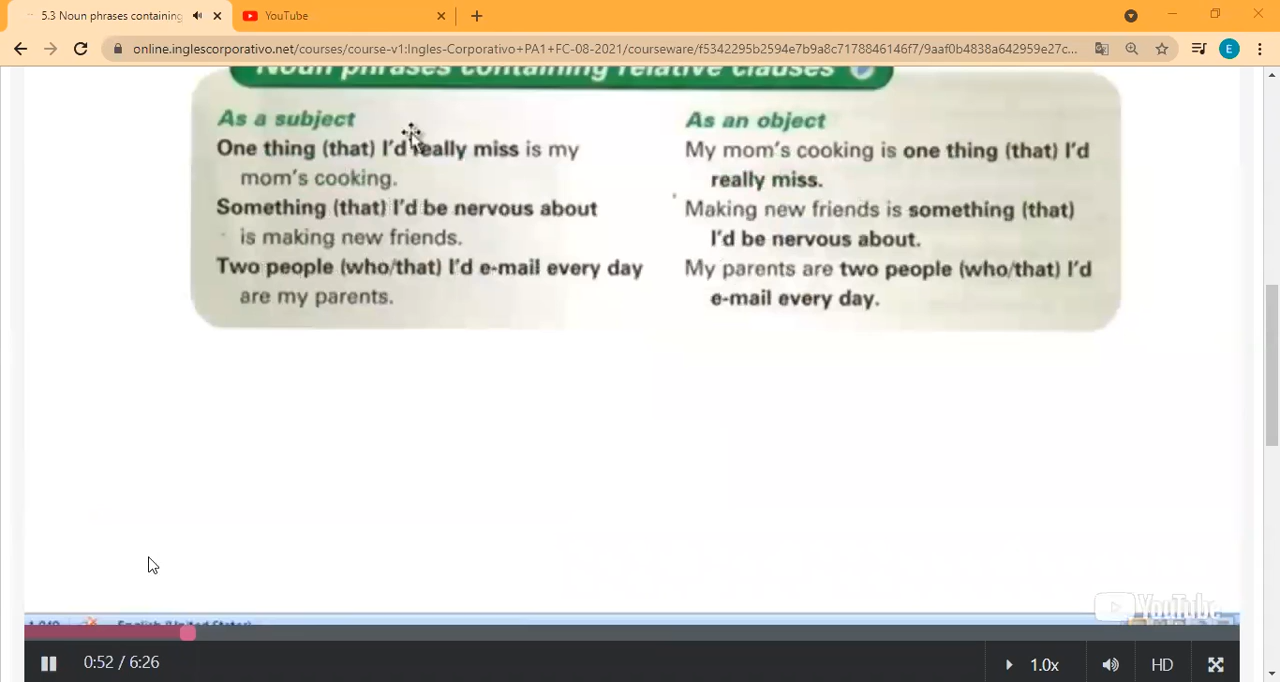 5.3 Noun phrases containing
YouTube
online.inglescorporativo.net/courses/course-v1:Ingles-Corporativo+PA1+FC-08-2021/courseware/f5342295b2594e7b9a8c7178846146f7/9aaf0b4838a642959e27c...
E
Noun phrases containing relative clauses
As a subject
One thing (that) I'd really miss is my
mom's cooking.
Something (that) I'd be nervous about
is making new friends.
Two people (who/that) I'd e-mail every day
are my parents.
As an object
My mom's cooking is one thing (that) I'd
really miss.
Making new friends is something (that)
I'd be nervous about.
My parents are two people (who/that) I'd
e-mail every day.
YouTube
English (United States)
0:52 / 6:26
1.0x
HD